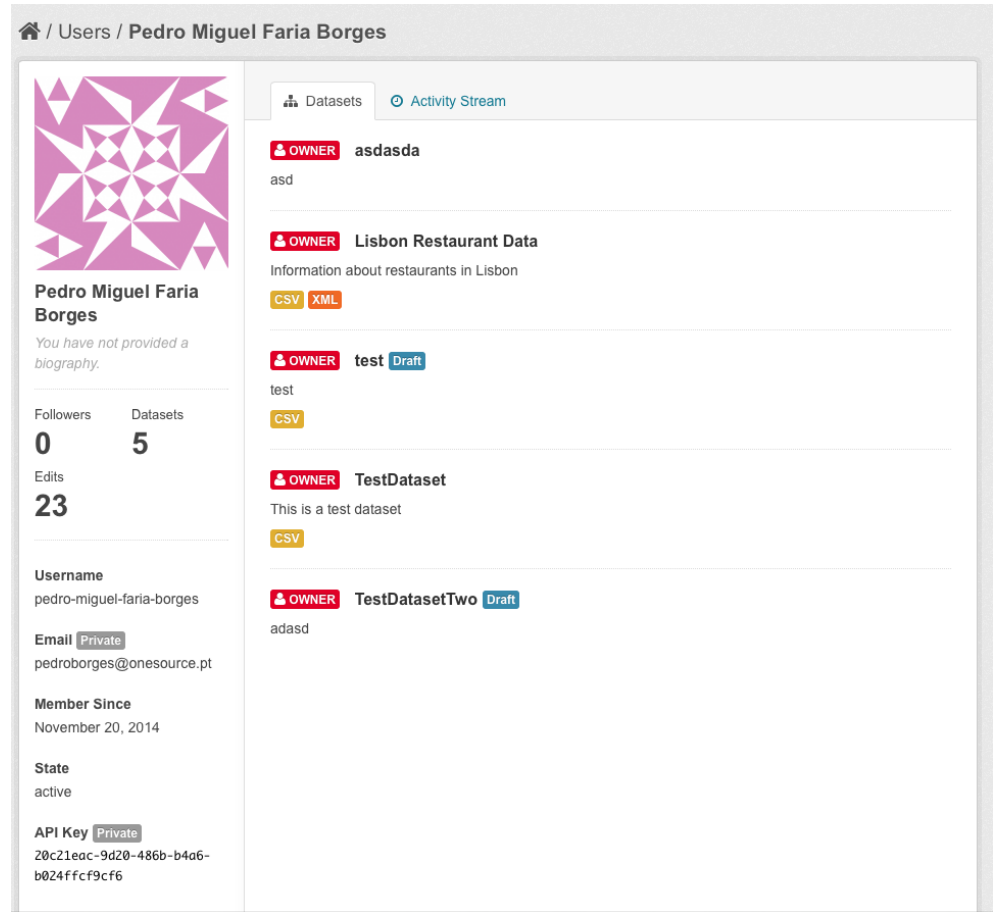 / Users / Pedro Miguel Faria Borges
Pedro Miguel Faria
Borges
You have not provided a
biography.
Followers Datasets
0 5
Edits
23
Username
pedro-miguel-faria-borges
Email Private
pedroborges@onesource.pt
Member Since
November 20, 2014
State
active
API Key Private
20c21eac-9d20-486b-b4a6-
b024ffcf9cf6
Datasets Activity Stream
OWNER asdasda
asd
OWNER Lisbon Restaurant Data
Information about restaurants in Lisbon
CSV XML
OWNER test Draft
test
CSV
OWNER TestDataset
This is a test dataset
CSV
OWNER TestDatasetTwo Draft
adasd